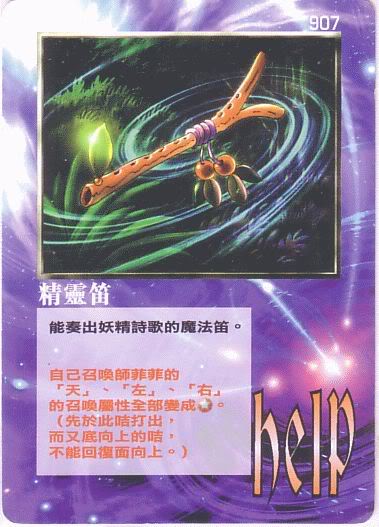 907
精靈笛
能奏出妖精詩歌的魔法笛。
自己召喚師菲菲的
「天」、「左」、「右」
的召喚屬性全部變成。
(先於此咭打出,
而又底向上的咭,
不能回復面向上。)
help